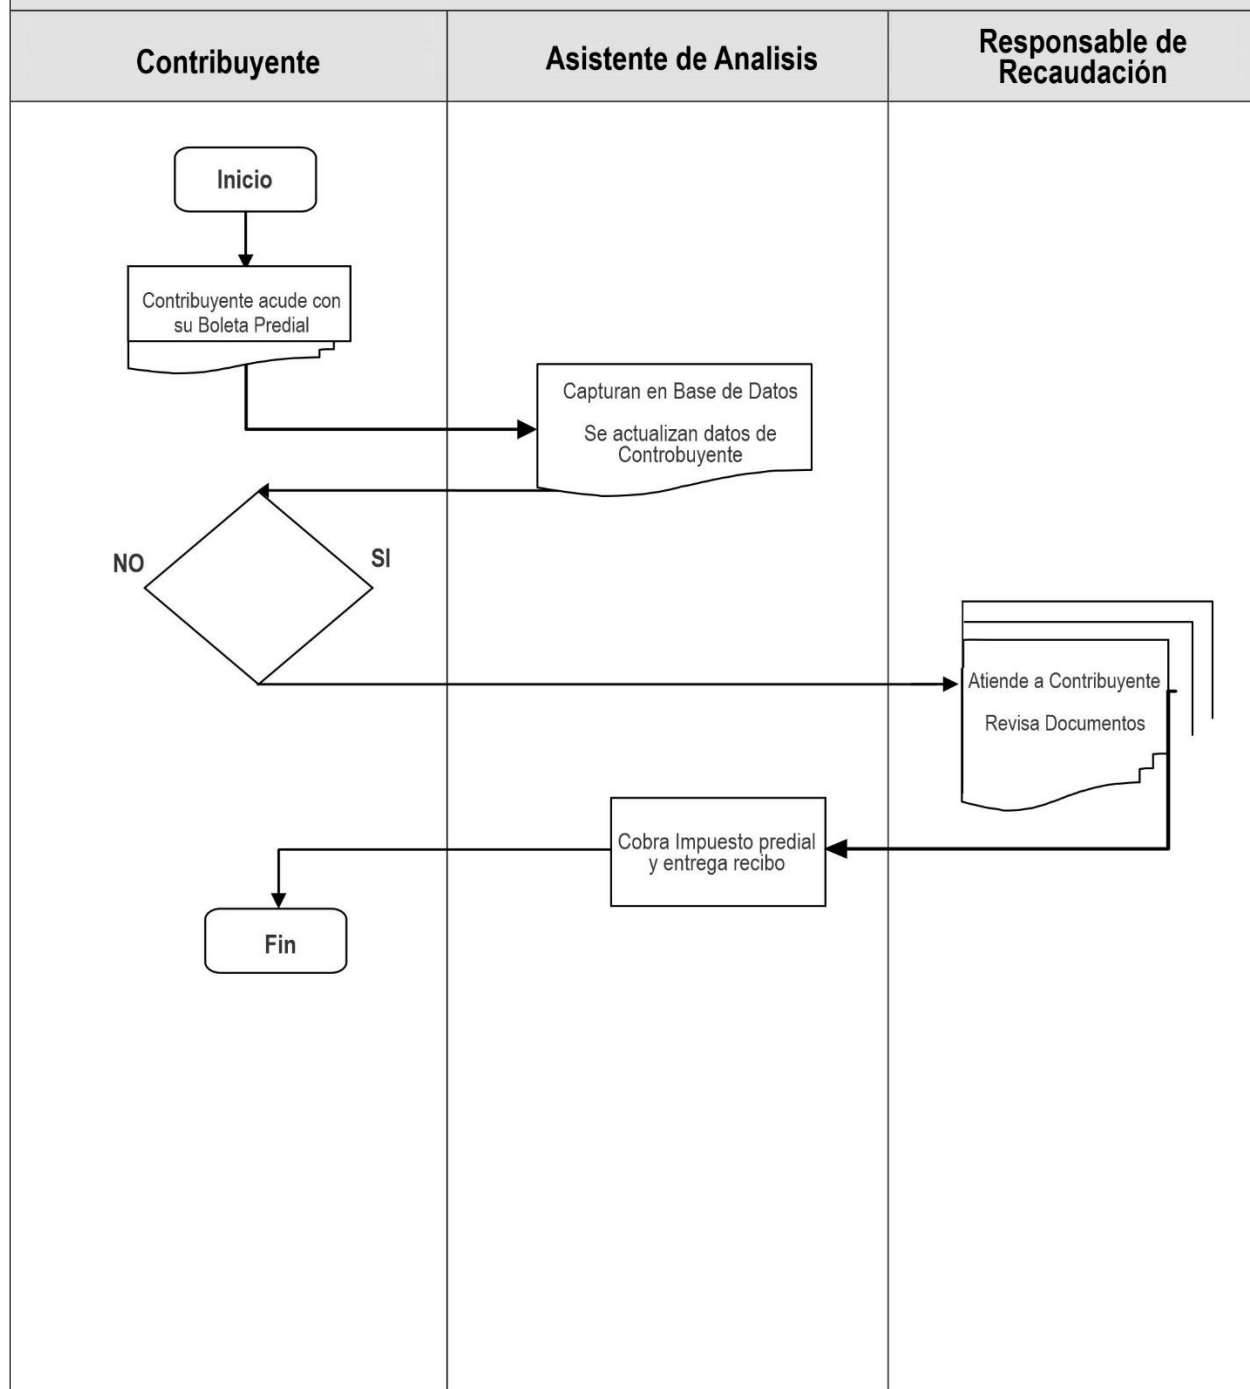 Contribuyente
Asistente de Analisis
Responsable de
Recaudación
Inicio
Contribuyente acude con
su Boleta Predial
Capturan en Base de Datos
Se actualizan datos de
Controbuyente
NO
SI
Atiende a Contribuyente
Revisa Documentos
Cobra Impuesto predial
y entrega recibo
Fin